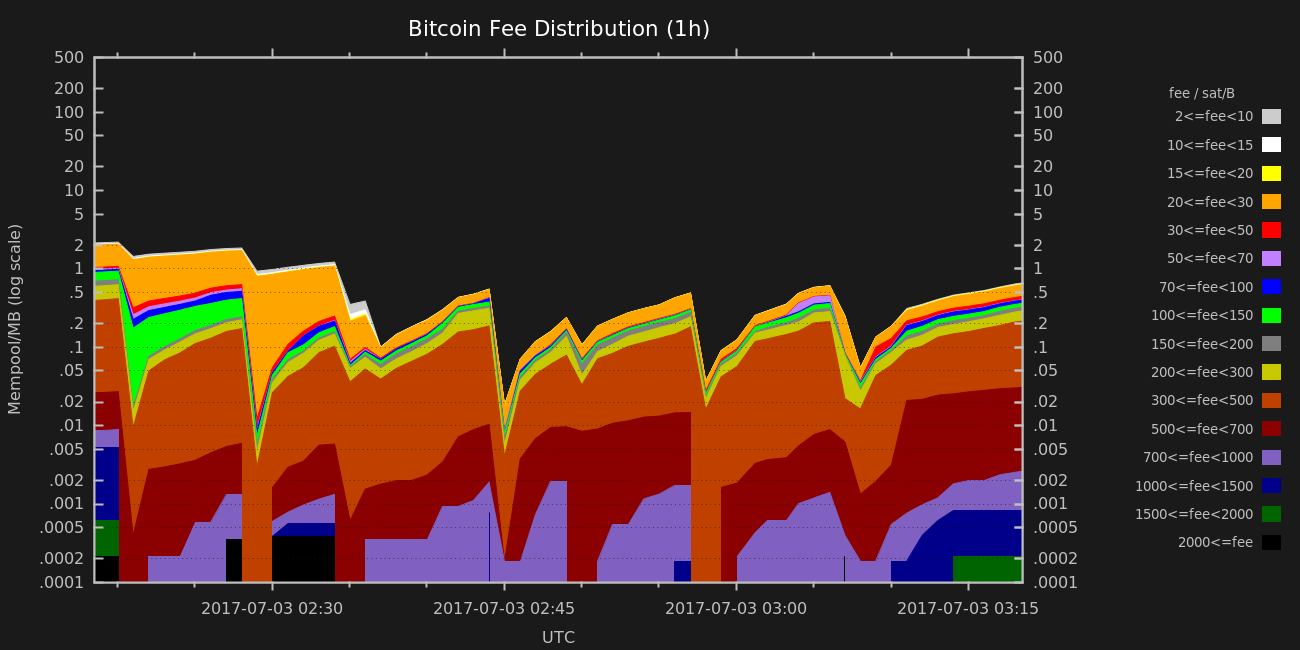 Bitcoin Fee Distribution (1h)
Mempool/MB (log scale)
500
200
100
50
20
10
5
2
1
.5
.2
.1
.05
.02
.01
.005
.002
.001
.0005
.0002
.0001
500
200
100
50
20
10
5
2
1
.5
.2
.1
.05
.02
.01
.005
.002
.001
.0005
.0002
.0001
2017-07-03 02:30
2017-07-03 02:45
2017-07-03 03:00
2017-07-03 03:15
UTC
fee / sat/B
2<=fee<10
10<=fee<15
15<=fee<20
20<=fee<30
30<=fee<50
50<=fee<70
70<=fee<100
100<=fee<150
150<=fee<200
200<=fee<300
300<=fee<500
500<=fee<700
700<=fee<1000
1000<=fee<1500
1500<=fee<2000
2000<=fee